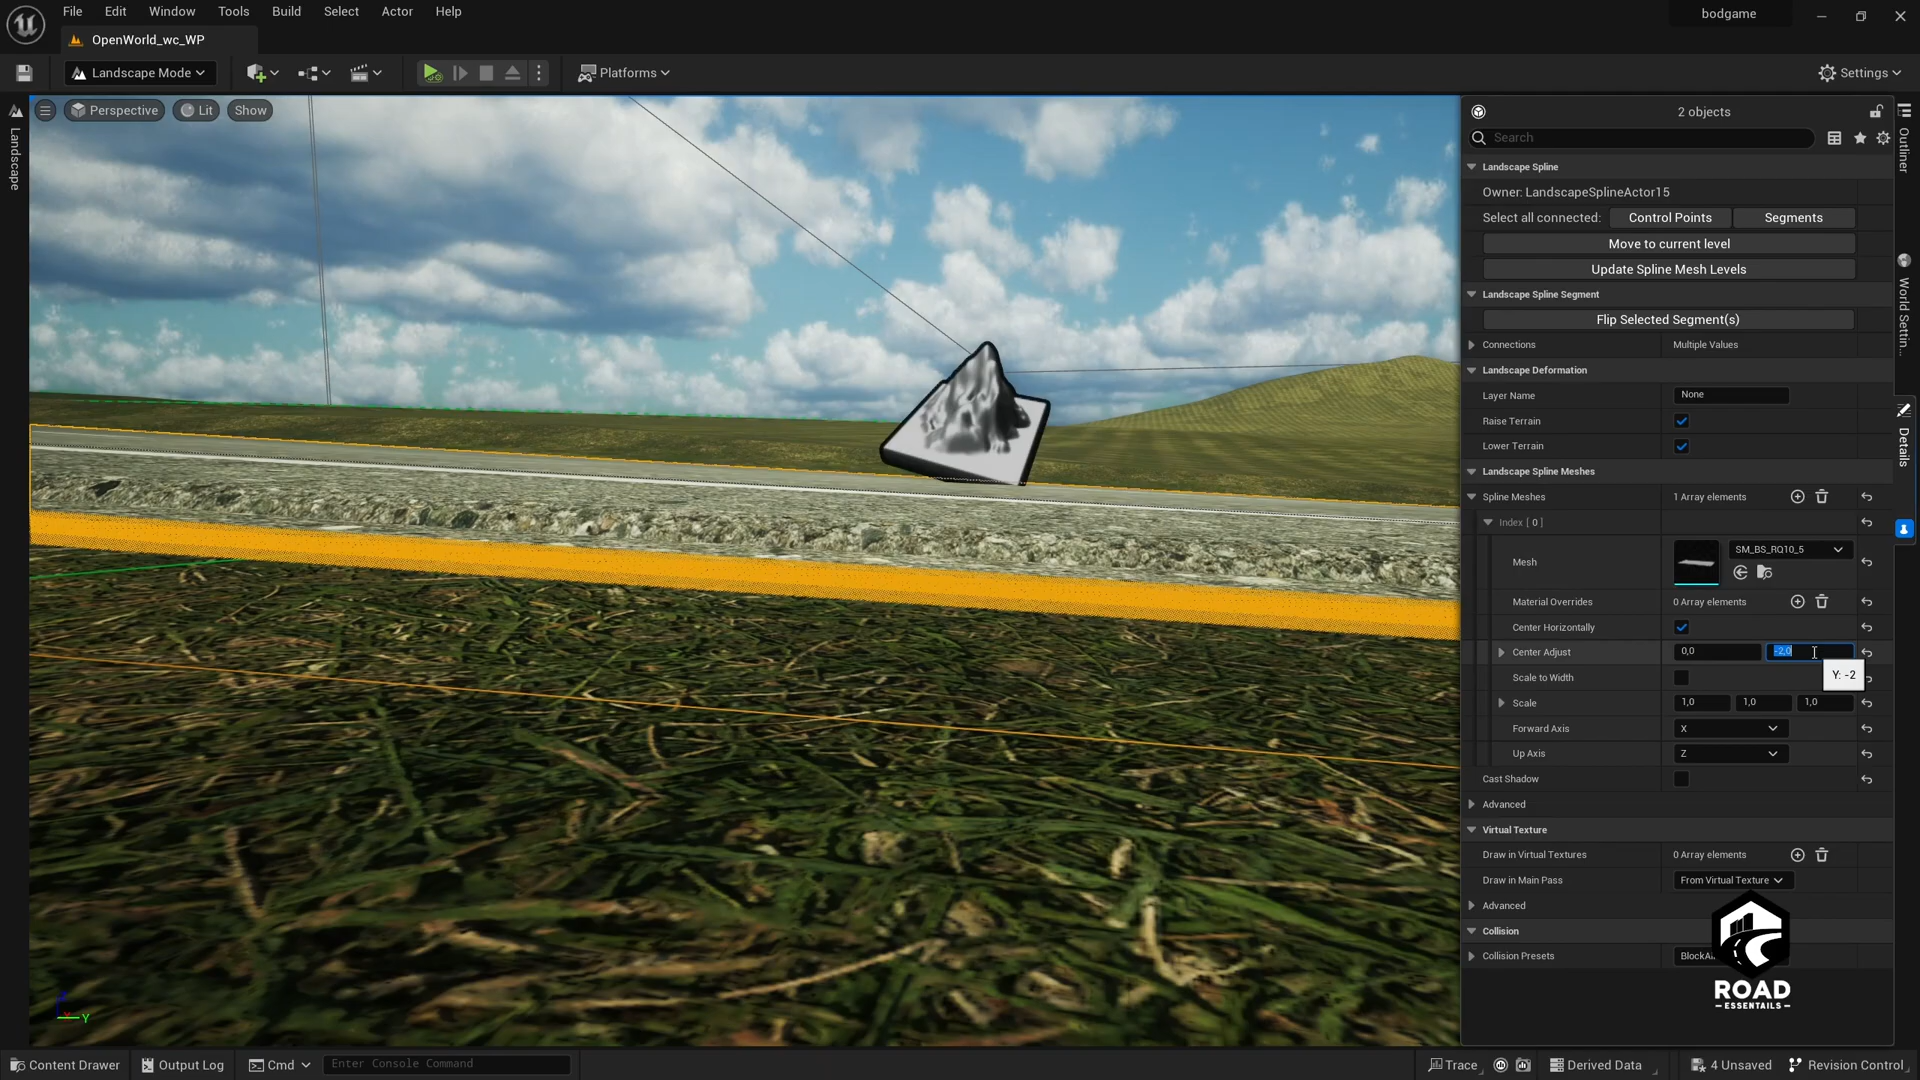 File Edit Window Tools Build Select Actor Help
bodgame
OpenWorld_wc_WP
Landscape Mode
Platforms
Settings
Perspective
Lit
Show
Landscape
2 objects
Search
Landscape Spline
Owner: LandscapeSplineActor15
Select all connected: Control Points Segments
Move to current level
Update Spline Mesh Levels
Landscape Spline Segment
Flip Selected Segment(s)
Connections Multiple Values
Landscape Deformation
Layer Name None
Raise Terrain
Lower Terrain
Landscape Spline Meshes
Spline Meshes 1 Array elements
Index [ 0 ]
Mesh SM_BS_RQ10_5
Material Overrides 0 Array elements
Center Horizontally
Center Adjust 0,0 -2,0
Y: -2
Scale to Width
Scale 1,0 1,0 1,0
Forward Axis X
Up Axis Z
Cast Shadow
Advanced
Virtual Texture
Draw in Virtual Textures 0 Array elements
Draw in Main Pass From Virtual Texture
Advanced
Collision
Collision Presets
ROAD
ESSENTAILS
Outliner
World Settin...
Details
Y
Content Drawer Output Log Cmd Enter Console Command
Trace Derived Data 4 Unsaved Revision Control